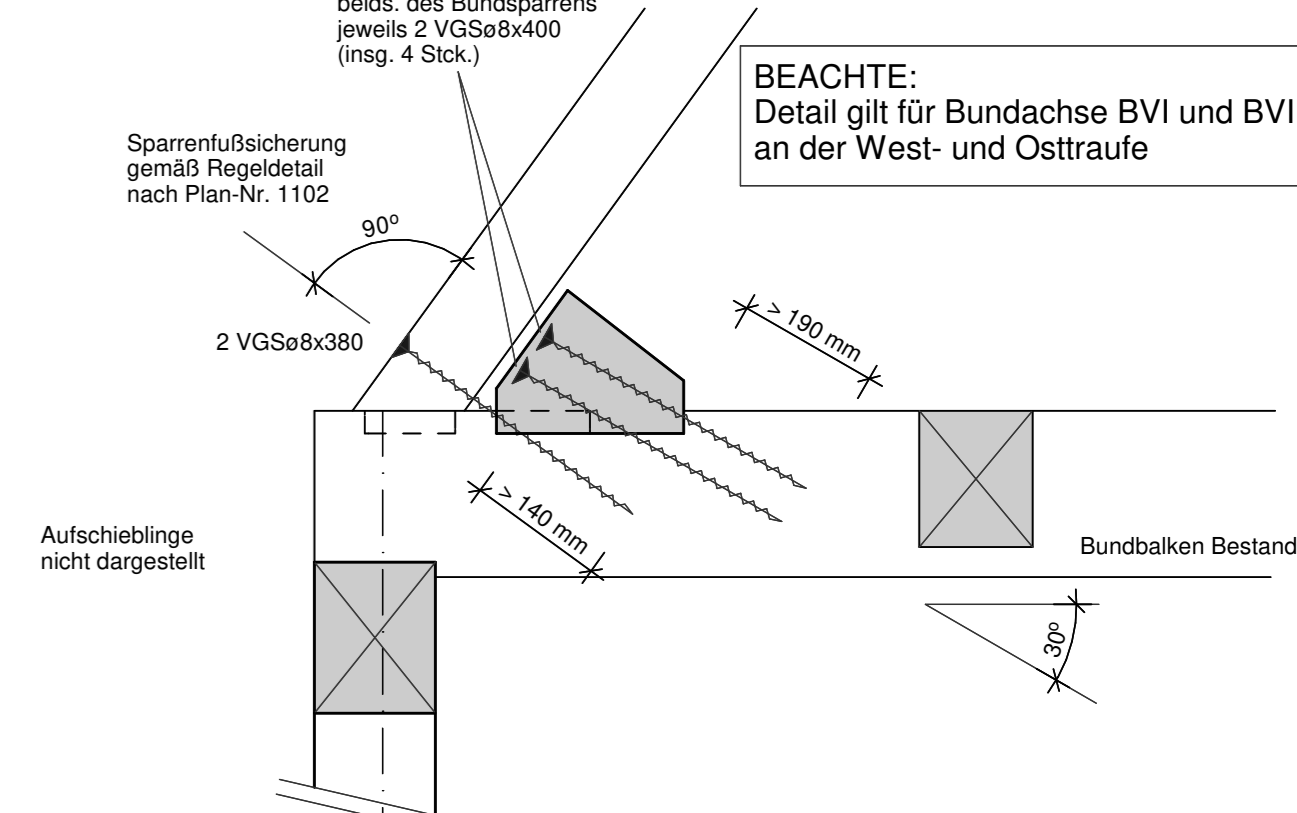 beids. des Bundsparrens
jeweils 2 VGSø8x400
(insg. 4 Stck.)
BEACHTE:
Detail gilt für Bundachse BVI und BVI
an der West- und Osttraufe
Sparrenfußsicherung
gemäß Regeldetail
nach Plan-Nr. 1102
90°
> 190 mm
2 VGSø8x380
> 140 mm
Aufschieblinge
nicht dargestellt
Bundbalken Bestand
30°